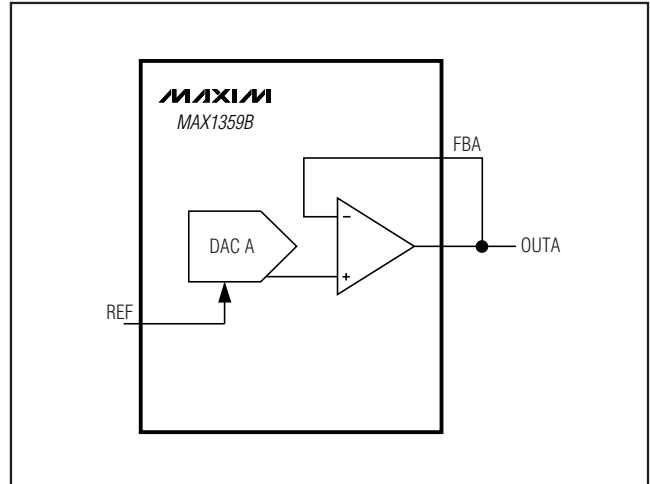 MAXIM
MAX1359B
FBA
−
DAC A
OUTA
+
REF